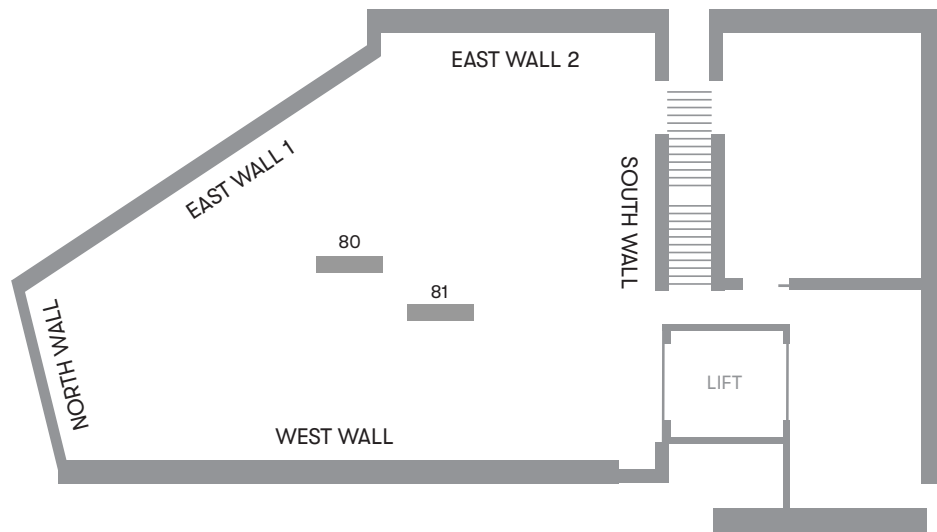 EAST WALL 2
EAST WALL 1
SOUTH WALL
80
81
NORTH WALL
LIFT
WEST WALL